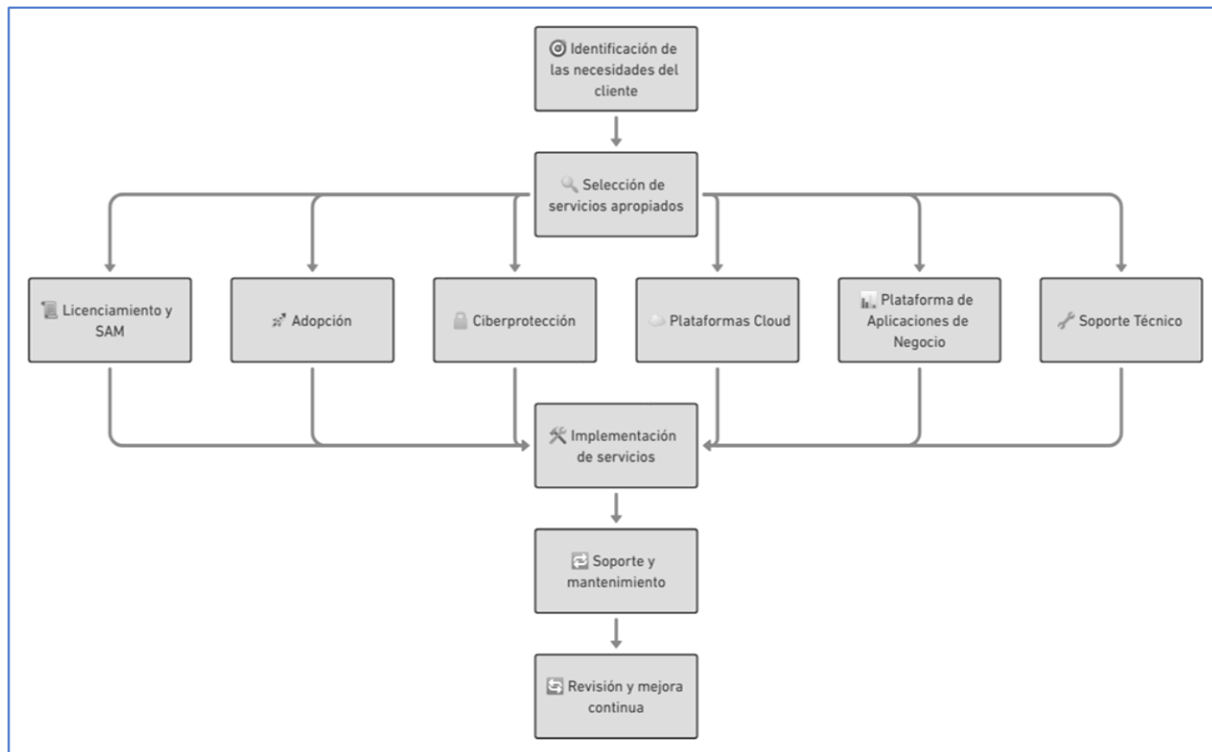 Identificación de
las necesidades del
cliente
Selección de
servicios apropiados
Licenciamiento y
SAM
Adopción
Ciberprotección
Plataformas Cloud
Plataforma de
Aplicaciones de
Negocio
Soporte Técnico
Implementación
de servicios
Soporte y
mantenimiento
Revisión y mejora
continua